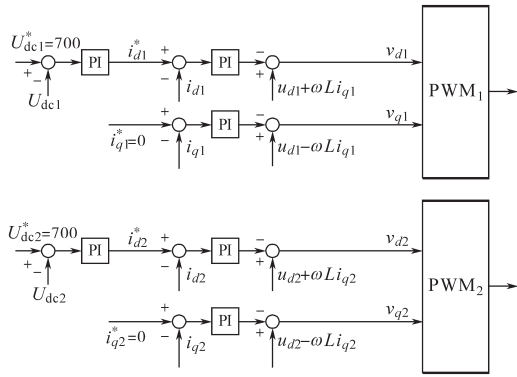 U*dc1=700
PI
i*d1
+
−
PI
−
vd1
+
−
+
Udc1
id1
ud1+ωLiq1
PWM1
i*q1=0
+
−
PI
−
+
vq1
iq1
ud1−ωLiq1
U*dc2=700
PI
i*d2
+
−
PI
−
vd2
+
−
+
Udc2
id2
ud2+ωLiq2
PWM2
i*q2=0
+
−
PI
−
+
vq2
iq2
ud2−ωLiq2